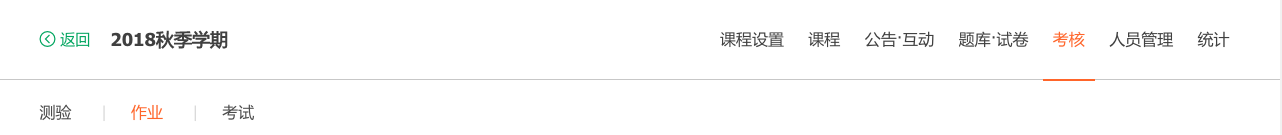 返回 2018秋季学期 课程设置 课程 公告·互动 题库·试卷 考核 人员管理 统计
测验 | 作业 | 考试